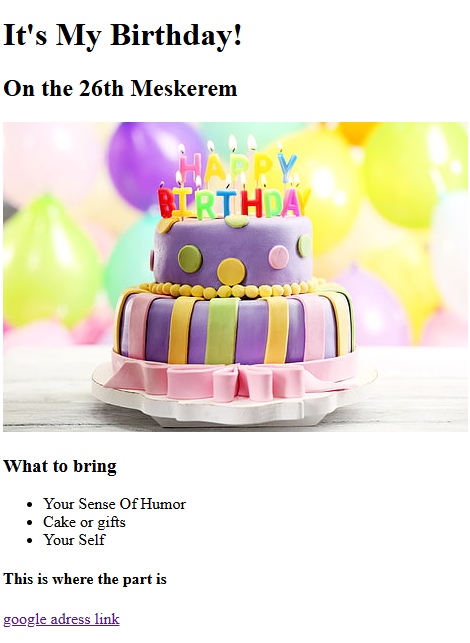 It's My Birthday!
On the 26th Meskerem
HAPPY
BIRTHDAY
What to bring
Your Sense Of Humor
Cake or gifts
Your Self
This is where the part is
google adress link